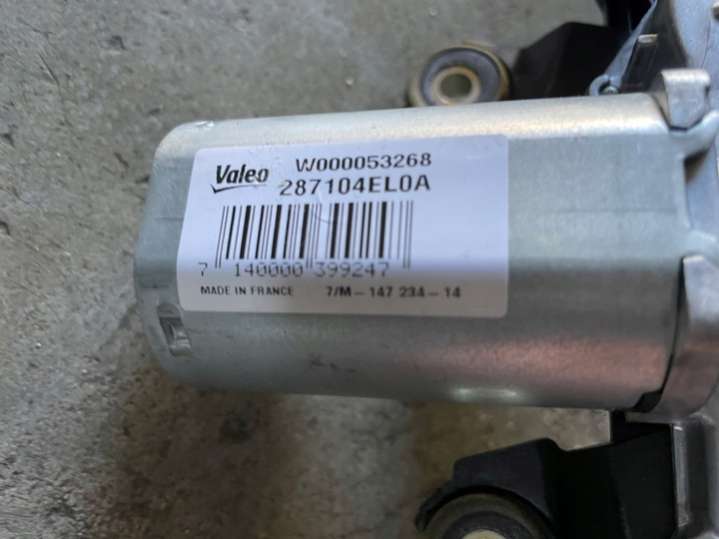 Valeo W000053268
287104EL0A
7 140000 399247
MADE IN FRANCE 7/M-147 234-14